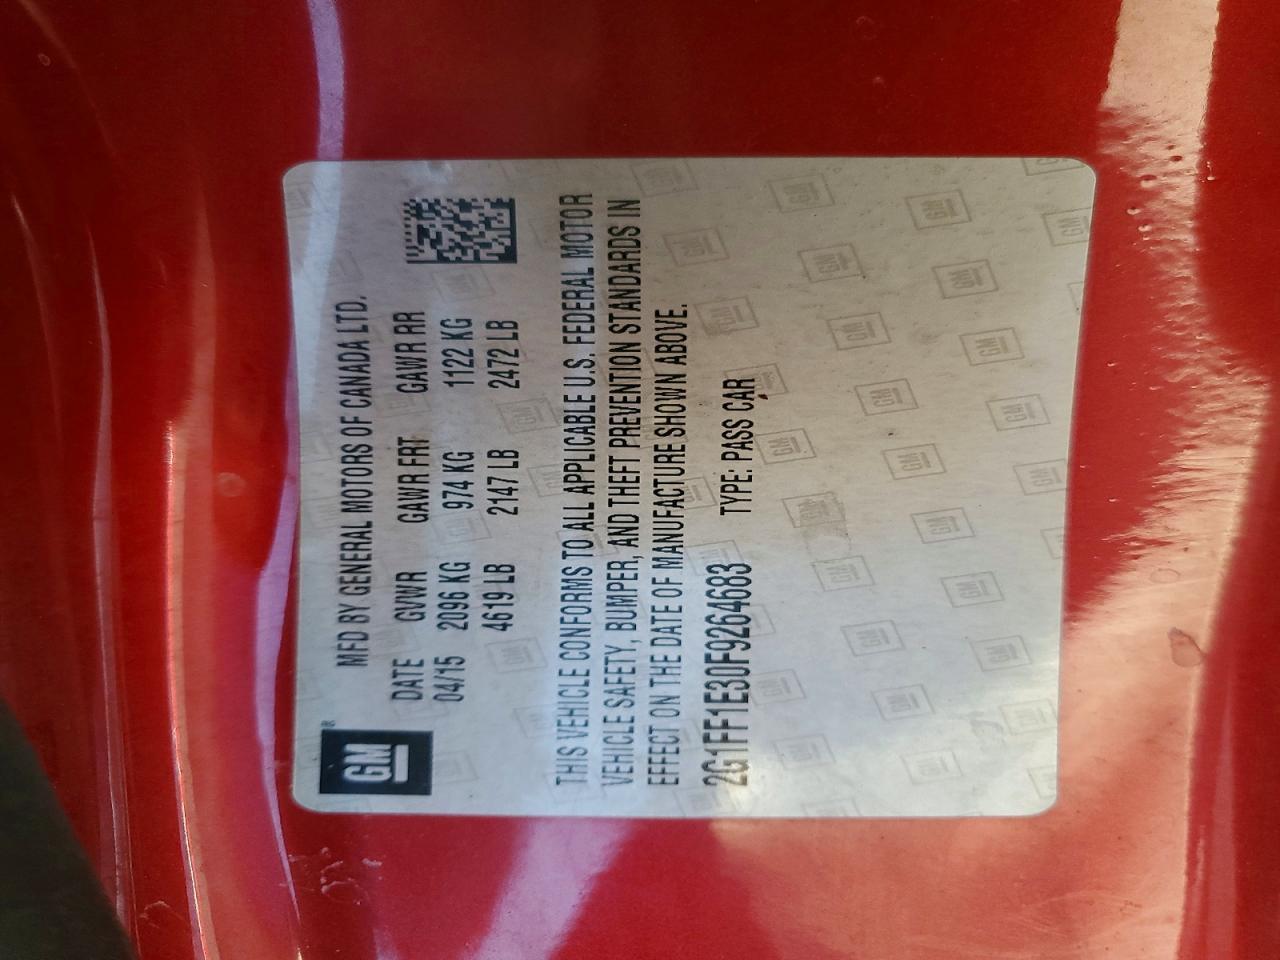 GM®
MFD BY GENERAL MOTORS OF CANADA LTD.
DATE GVWR GAWR FRT GAWR RR
04/15 2096 KG 974 KG 1122 KG
4619 LB 2147 LB 2472 LB
THIS VEHICLE CONFORMS TO ALL APPLICABLE U.S. FEDERAL MOTOR
VEHICLE SAFETY, BUMPER, AND THEFT PREVENTION STANDARDS IN
EFFECT ON THE DATE OF MANUFACTURE SHOWN ABOVE.
2G1FF1E30F9264683 TYPE: PASS CAR